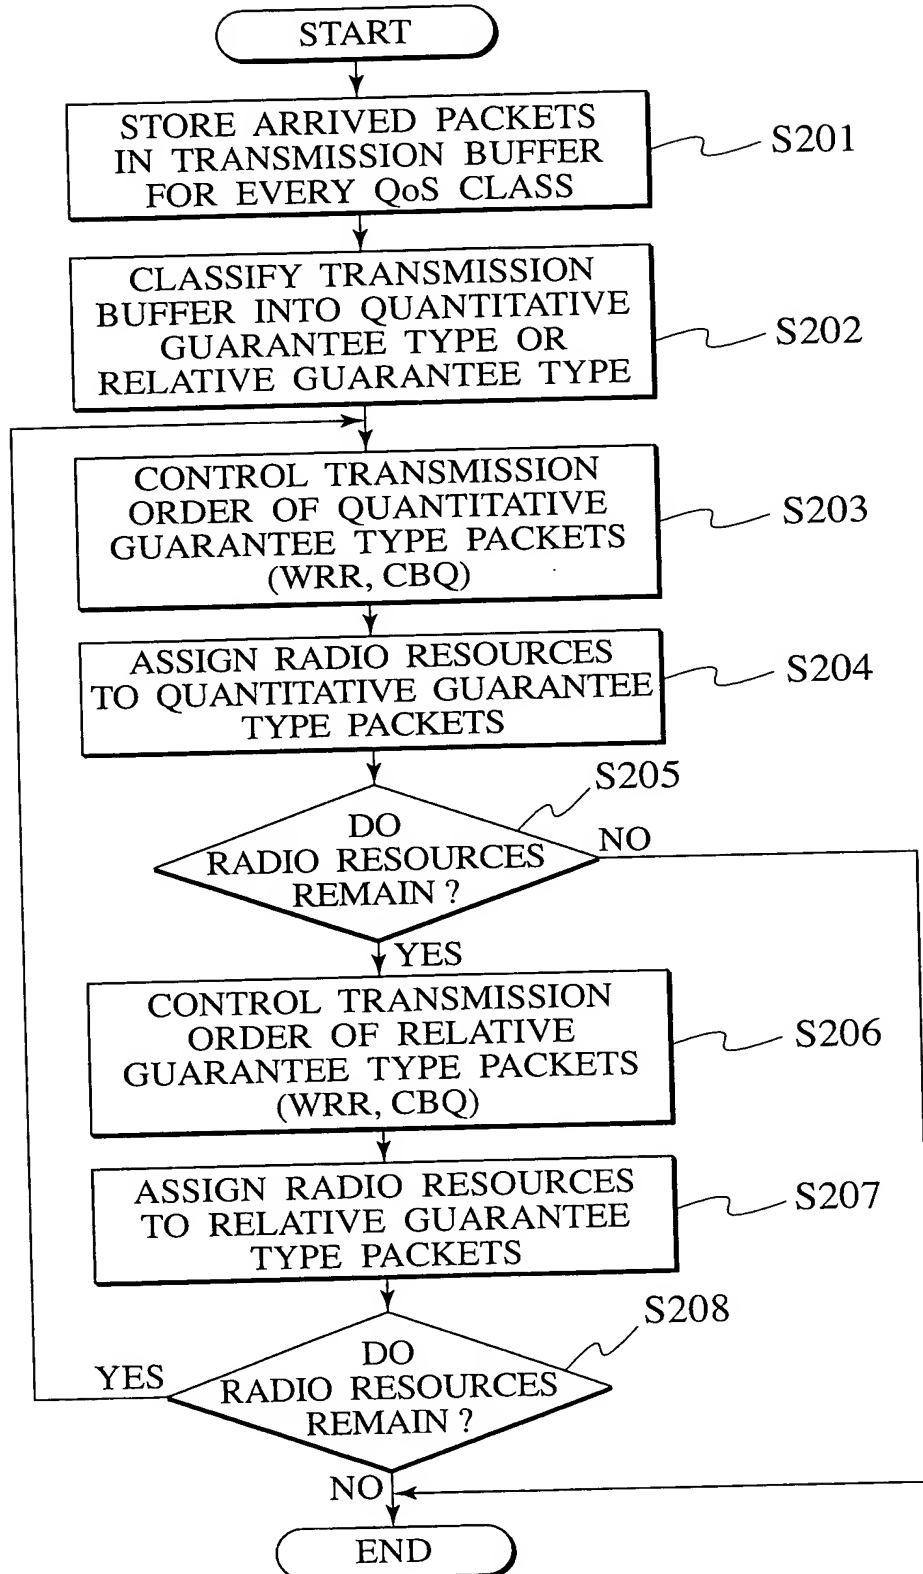 START
STORE ARRIVED PACKETS
IN TRANSMISSION BUFFER
FOR EVERY QoS CLASS
S201
CLASSIFY TRANSMISSION
BUFFER INTO QUANTITATIVE
GUARANTEE TYPE OR
RELATIVE GUARANTEE TYPE
S202
CONTROL TRANSMISSION
ORDER OF QUANTITATIVE
GUARANTEE TYPE PACKETS
(WRR, CBQ)
S203
ASSIGN RADIO RESOURCES
TO QUANTITATIVE GUARANTEE
TYPE PACKETS
S204
S205
DO
RADIO RESOURCES
REMAIN ?
NO
YES
CONTROL TRANSMISSION
ORDER OF RELATIVE
GUARANTEE TYPE PACKETS
(WRR, CBQ)
S206
ASSIGN RADIO RESOURCES
TO RELATIVE GUARANTEE
TYPE PACKETS
S207
S208
DO
RADIO RESOURCES
REMAIN ?
YES
NO
END